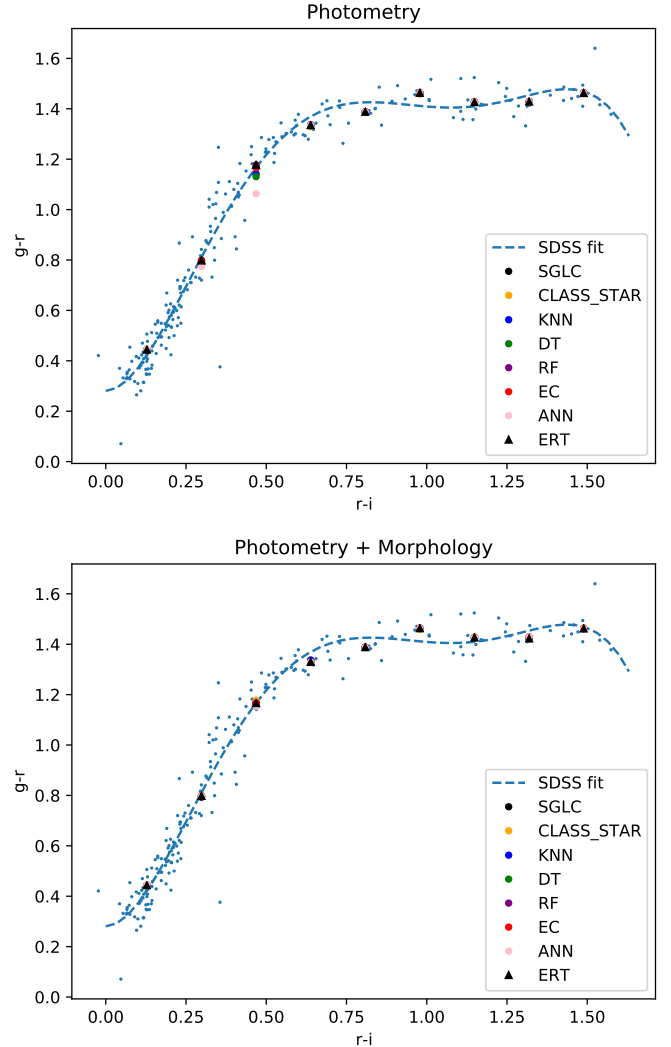 Photometry
1.6
1.4
1.2
1.0
0.8
0.6
0.4
0.2
0.0
g-r
SDSS fit
SGLC
CLASS_STAR
KNN
DT
RF
EC
ANN
ERT
0.00 0.25 0.50 0.75 1.00 1.25 1.50
r-i
Photometry + Morphology
1.6
1.4
1.2
1.0
0.8
0.6
0.4
0.2
0.0
g-r
SDSS fit
SGLC
CLASS_STAR
KNN
DT
RF
EC
ANN
ERT
0.00 0.25 0.50 0.75 1.00 1.25 1.50
r-i